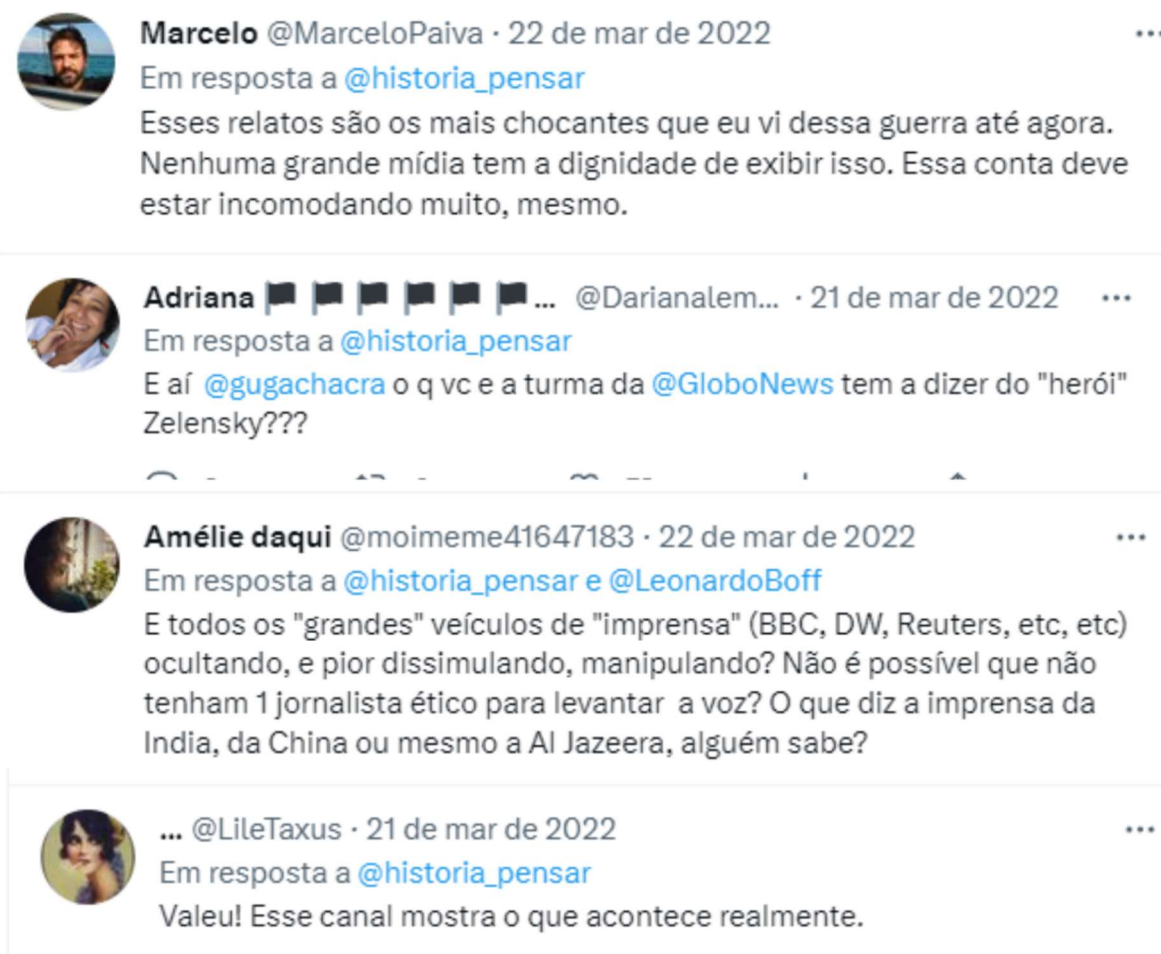 Marcelo @MarceloPaiva · 22 de mar de 2022 ...
Em resposta a @historia_pensar
Esses relatos são os mais chocantes que eu vi dessa guerra até agora.
Nenhuma grande mídia tem a dignidade de exibir isso. Essa conta deve
estar incomodando muito, mesmo.
Adriana 🏴 🏴 🏴 🏴 🏴 🏴... @Darianalem... · 21 de mar de 2022 ...
Em resposta a @historia_pensar
E aí @gugachacra o q vc e a turma da @GloboNews tem a dizer do "herói"
Zelensky???
Amélie daqui @moimeme41647183 · 22 de mar de 2022 ...
Em resposta a @historia_pensar e @LeonardoBoff
E todos os "grandes" veículos de "imprensa" (BBC, DW, Reuters, etc, etc)
ocultando, e pior dissimulando, manipulando? Não é possível que não
tenham 1 jornalista ético para levantar a voz? O que diz a imprensa da
India, da China ou mesmo a Al Jazeera, alguém sabe?
... @LileTaxus · 21 de mar de 2022 ...
Em resposta a @historia_pensar
Valeu! Esse canal mostra o que acontece realmente.